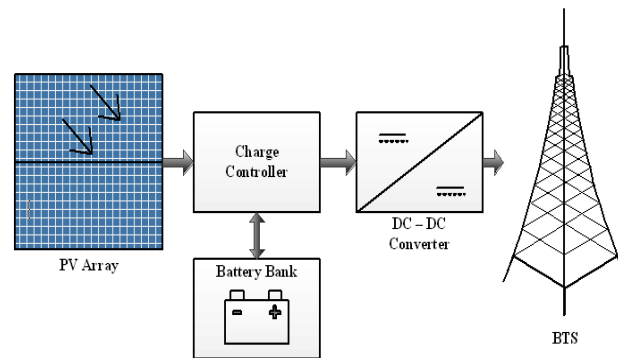 Charge
Controller
DC – DC
Converter
PV Array
Battery Bank
- +
BTS